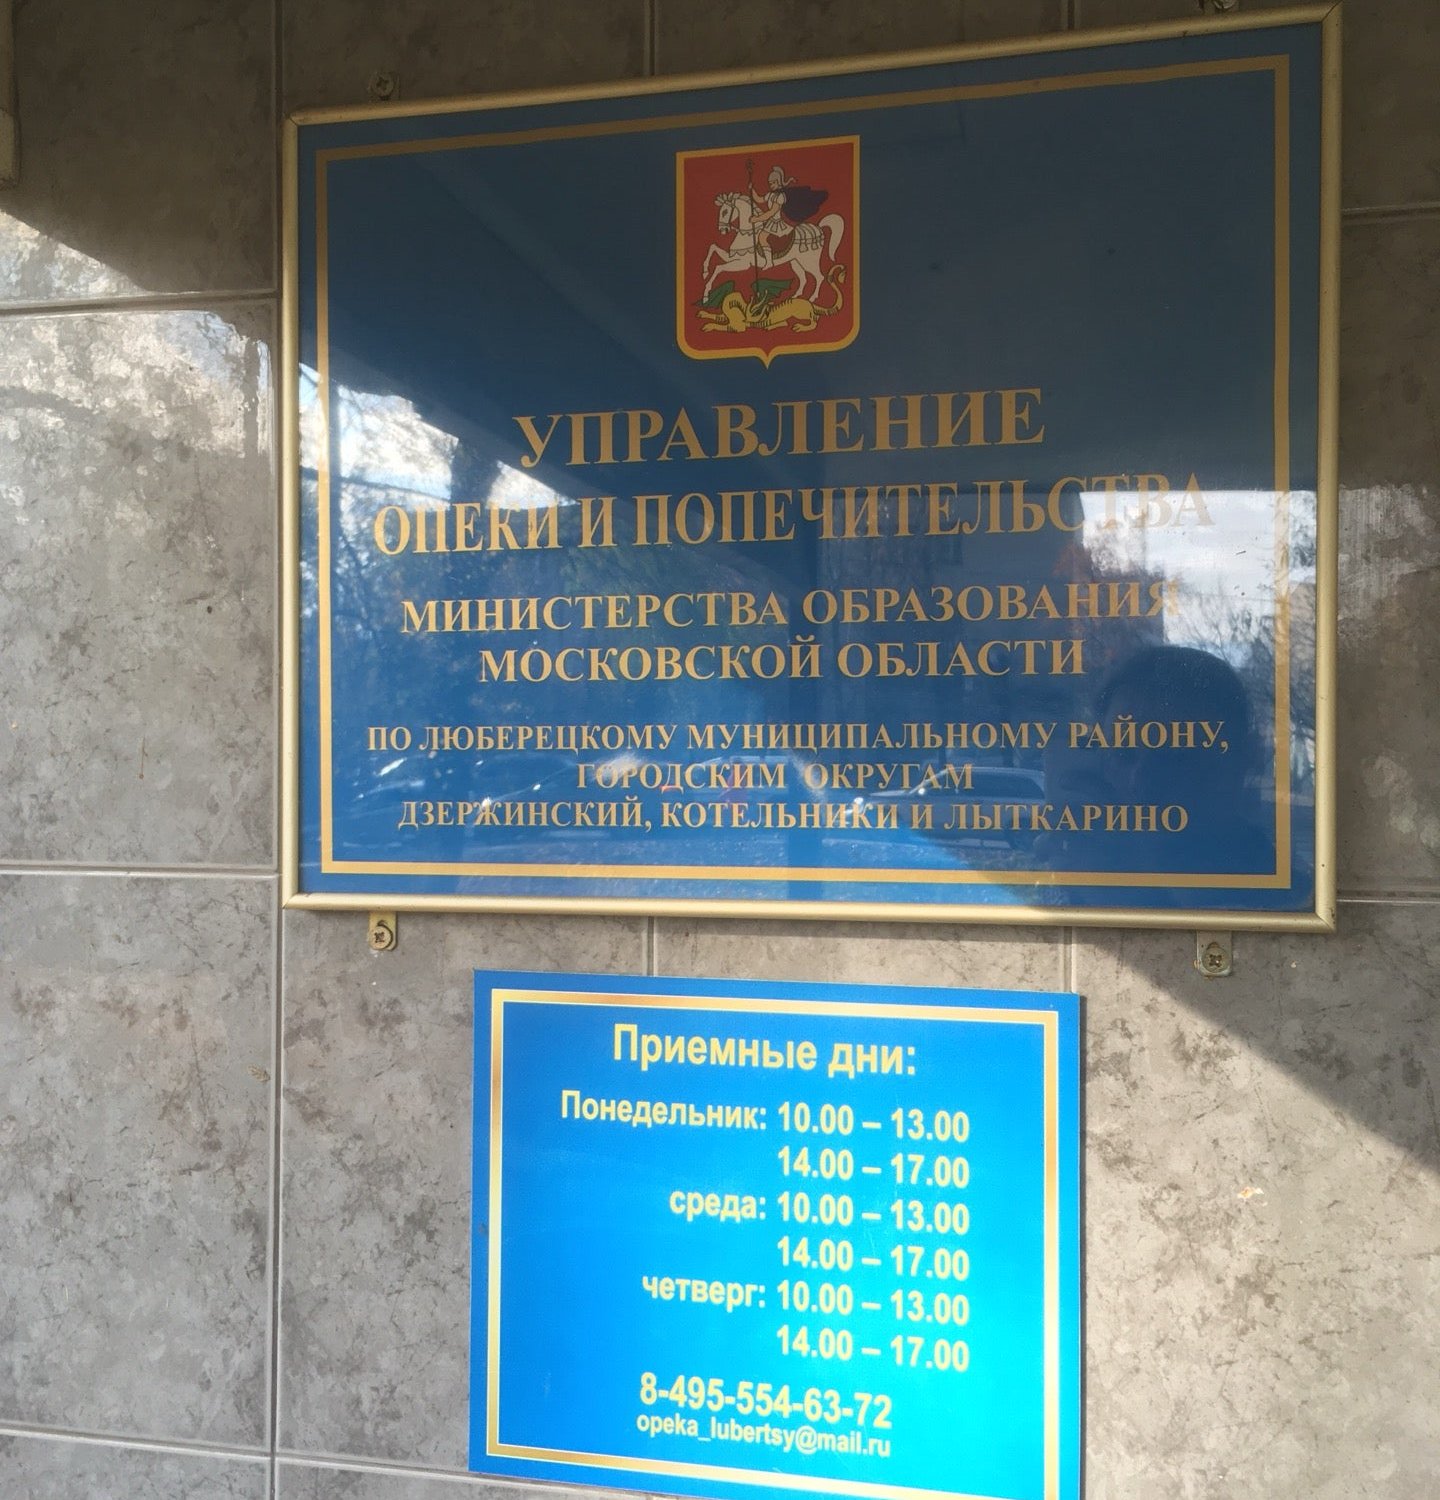 УПРАВЛЕНИЕ
ОПЕКИ И ПОПЕЧИТЕЛЬСТВА
МИНИСТЕРСТВА ОБРАЗОВАНИЯ
МОСКОВСКОЙ ОБЛАСТИ
ПО ЛЮБЕРЕЦКОМУ МУНИЦИПАЛЬНОМУ РАЙОНУ,
ГОРОДСКИМ ОКРУГАМ
ДЗЕРЖИНСКИЙ, КОТЕЛЬНИКИ И ЛЫТКАРИНО
Приемные дни:
Понедельник: 10.00 – 13.00
14.00 – 17.00
среда: 10.00 – 13.00
14.00 – 17.00
четверг: 10.00 – 13.00
14.00 – 17.00
8-495-554-63-72
opeka_lubertsy@mail.ru